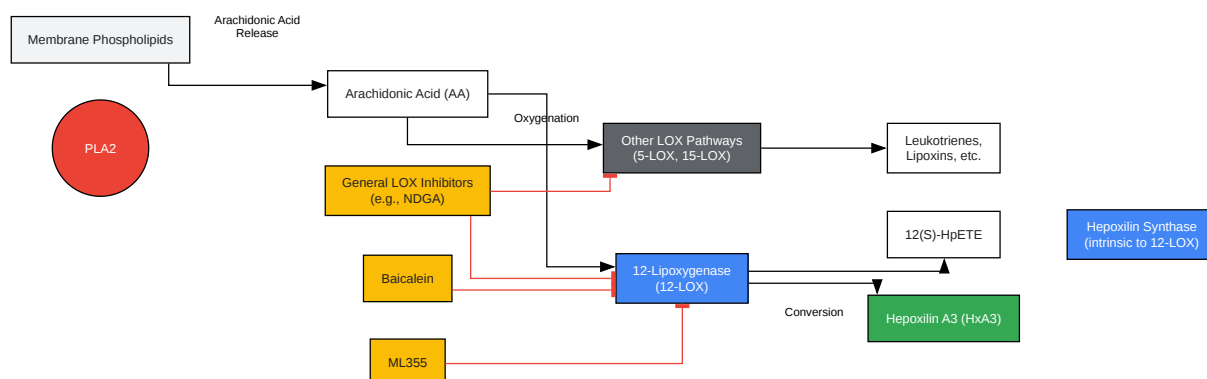 Arachidonic Acid
Release
Membrane Phospholipids
Arachidonic Acid (AA)
Oxygenation
PLA2
Other LOX Pathways
(5-LOX, 15-LOX)
Leukotrienes,
Lipoxins, etc.
General LOX Inhibitors
(e.g., NDGA)
12(S)-HpETE
Hepoxilin Synthase
(intrinsic to 12-LOX)
Baicalein
12-Lipoxygenase
(12-LOX)
Conversion
Hepoxilin A3 (HxA3)
ML355